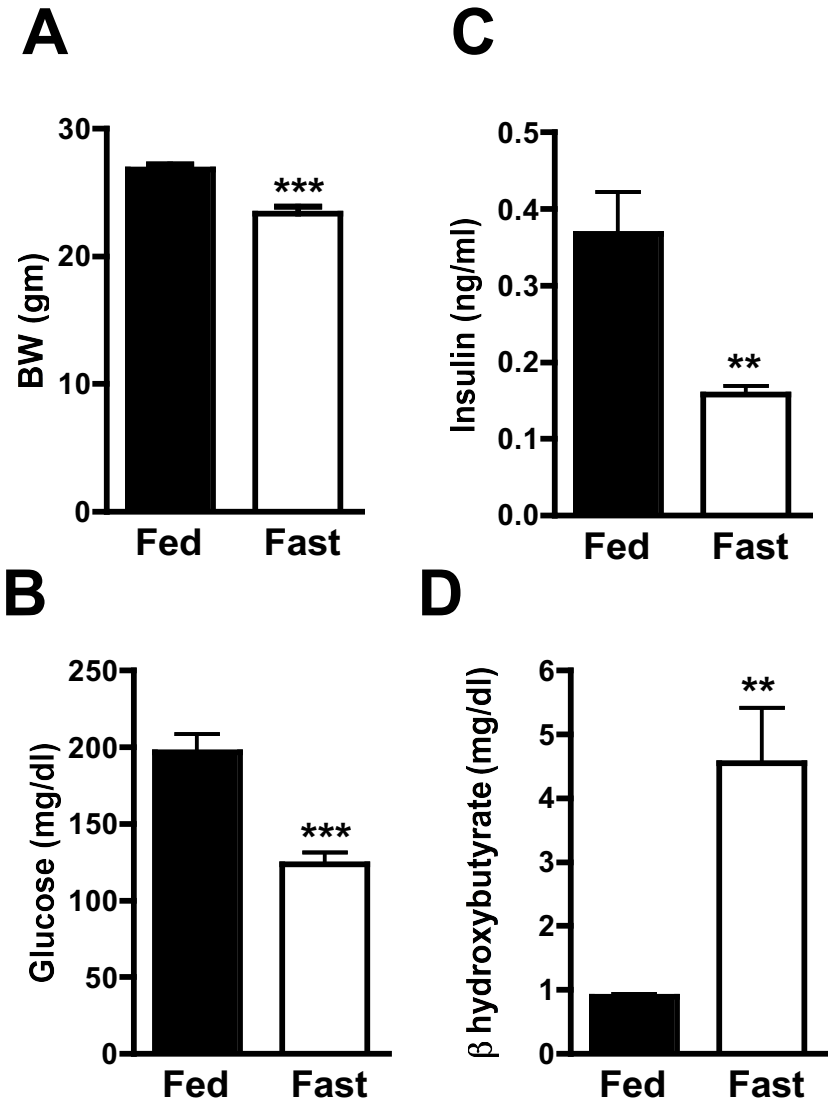 A
BW (gm)
30
20
10
0
***
Fed Fast
C
Insulin (ng/ml)
0.5
0.4
0.3
0.2
0.1
0.0
**
Fed Fast
B
Glucose (mg/dl)
250
200
150
100
50
0
***
Fed Fast
D
β hydroxybutyrate (mg/dl)
6
5
4
3
2
1
0
**
Fed Fast